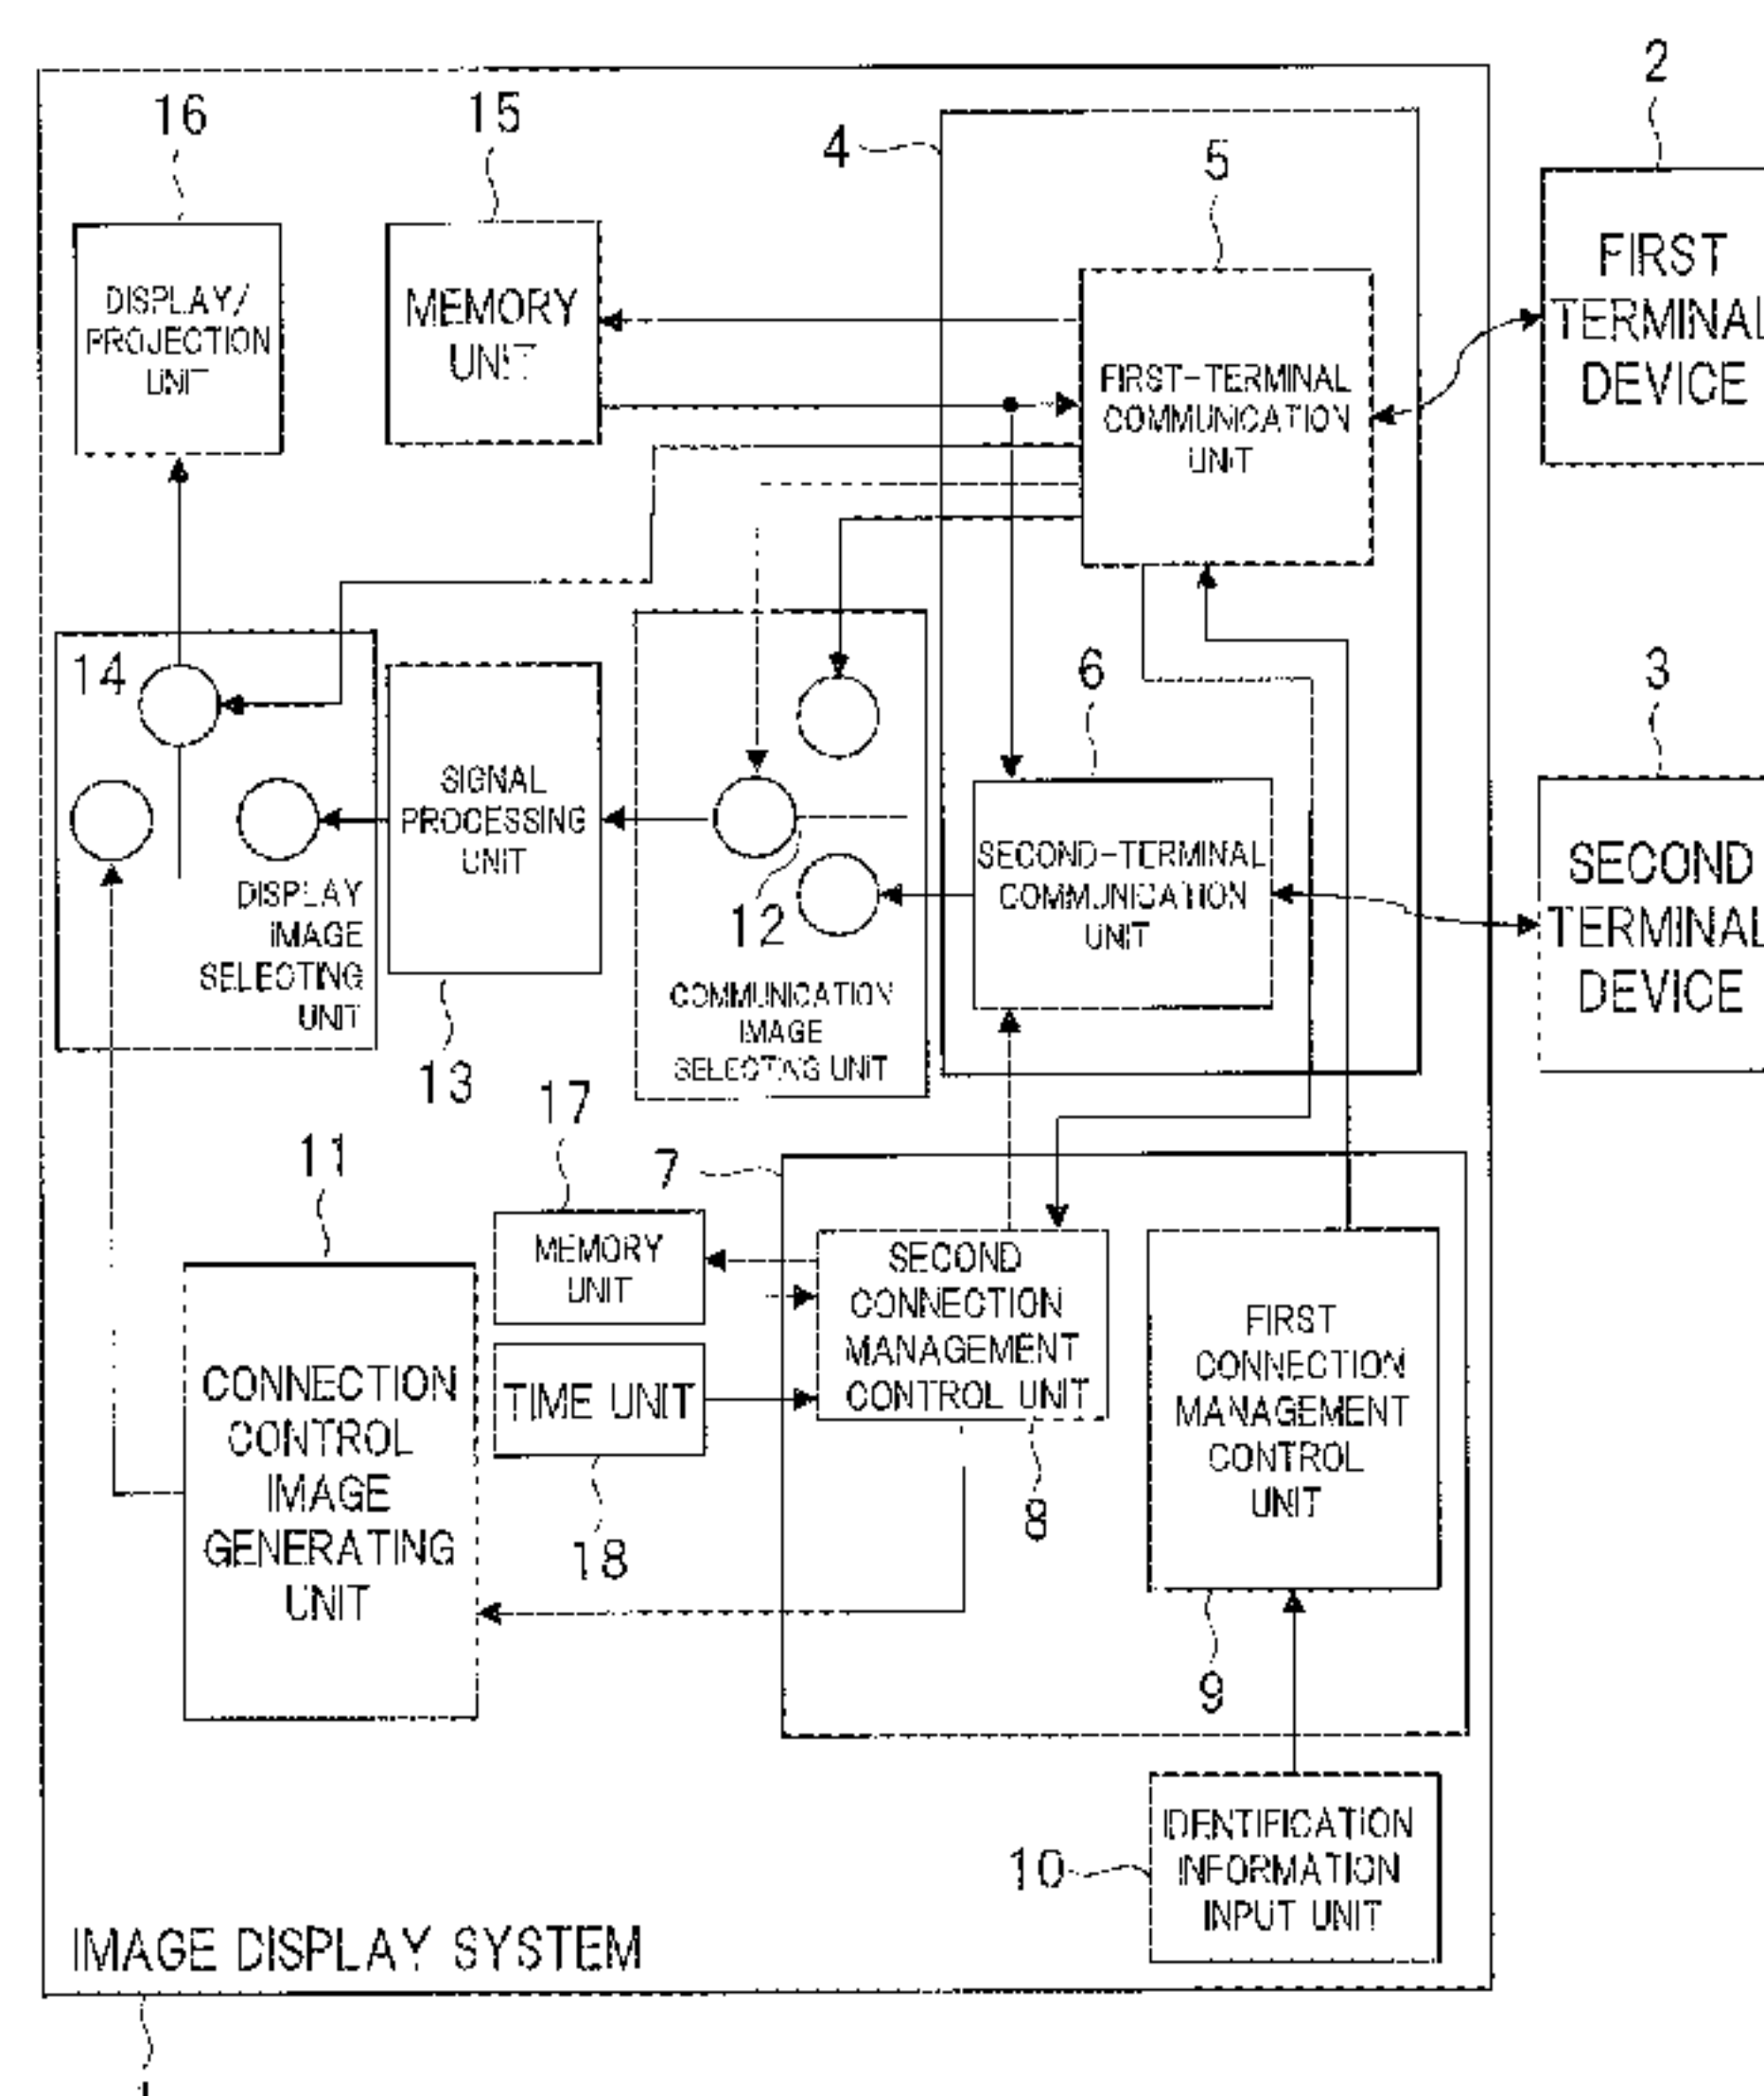 2
16
15
4
5
DISPLAY/
PROJECTION
UNIT
MEMORY
UNIT
FIRST-TERMINAL
COMMUNICATION
UNIT
FIRST
TERMINAL
DEVICE
14
6
3
SIGNAL
PROCESSING
UNIT
12
DISPLAY
IMAGE
SELECTING
UNIT
SECOND-TERMINAL
COMMUNICATION
UNIT
SECOND
TERMINAL
DEVICE
COMMUNICATION
IMAGE
SELECTING UNIT
13
17
11
7
MEMORY
UNIT
SECOND
CONNECTION
MANAGEMENT
CONTROL UNIT
FIRST
CONNECTION
MANAGEMENT
CONTROL
UNIT
CONNECTION
CONTROL
IMAGE
GENERATING
UNIT
TIME UNIT
18
8
9
10
IDENTIFICATION
INFORMATION
INPUT UNIT
IMAGE DISPLAY SYSTEM
1